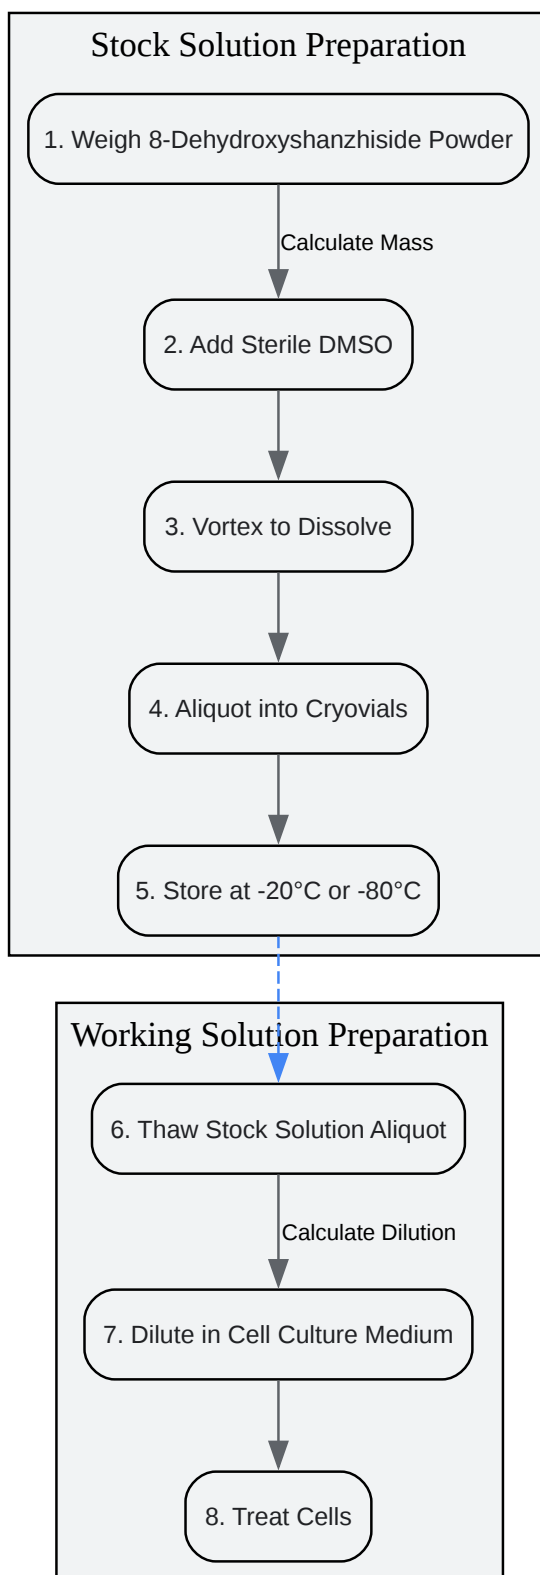 Stock Solution Preparation
1. Weigh 8-Dehydroxyshanzhiside Powder
Calculate Mass
2. Add Sterile DMSO
3. Vortex to Dissolve
4. Aliquot into Cryovials
5. Store at -20°C or -80°C
Working Solution Preparation
6. Thaw Stock Solution Aliquot
Calculate Dilution
7. Dilute in Cell Culture Medium
8. Treat Cells